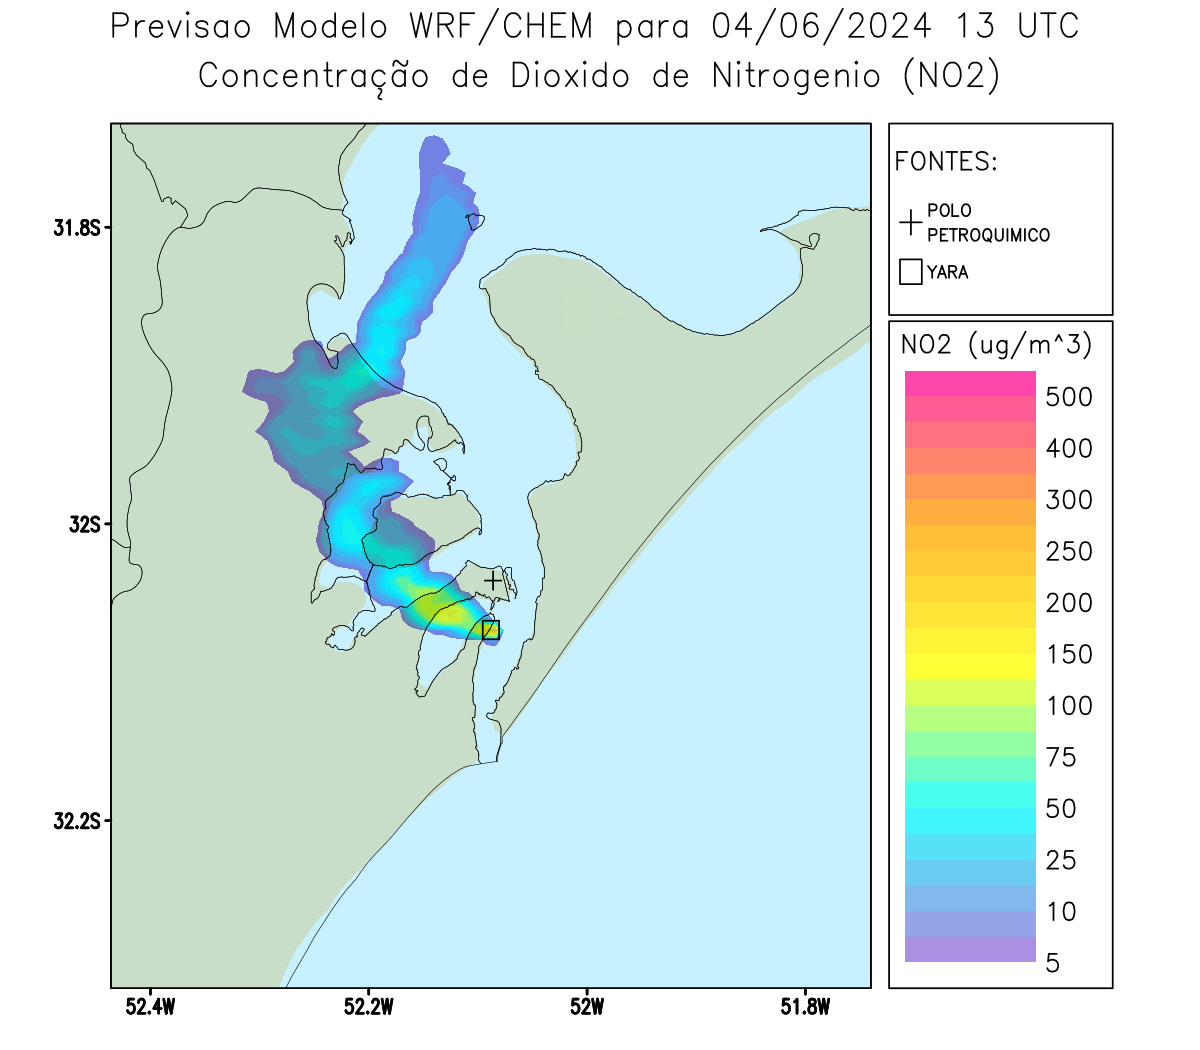 Previsao Modelo WRF/CHEM para 04/06/2024 13 UTC
Concentração de Dioxido de Nitrogenio (NO2)
FONTES:
POLO
PETROQUIMICO
YARA
NO2 (ug/m^3)
500
400
300
250
200
150
100
75
50
25
10
5
31.8S
32S
32.2S
52.4W
52.2W
52W
51.8W